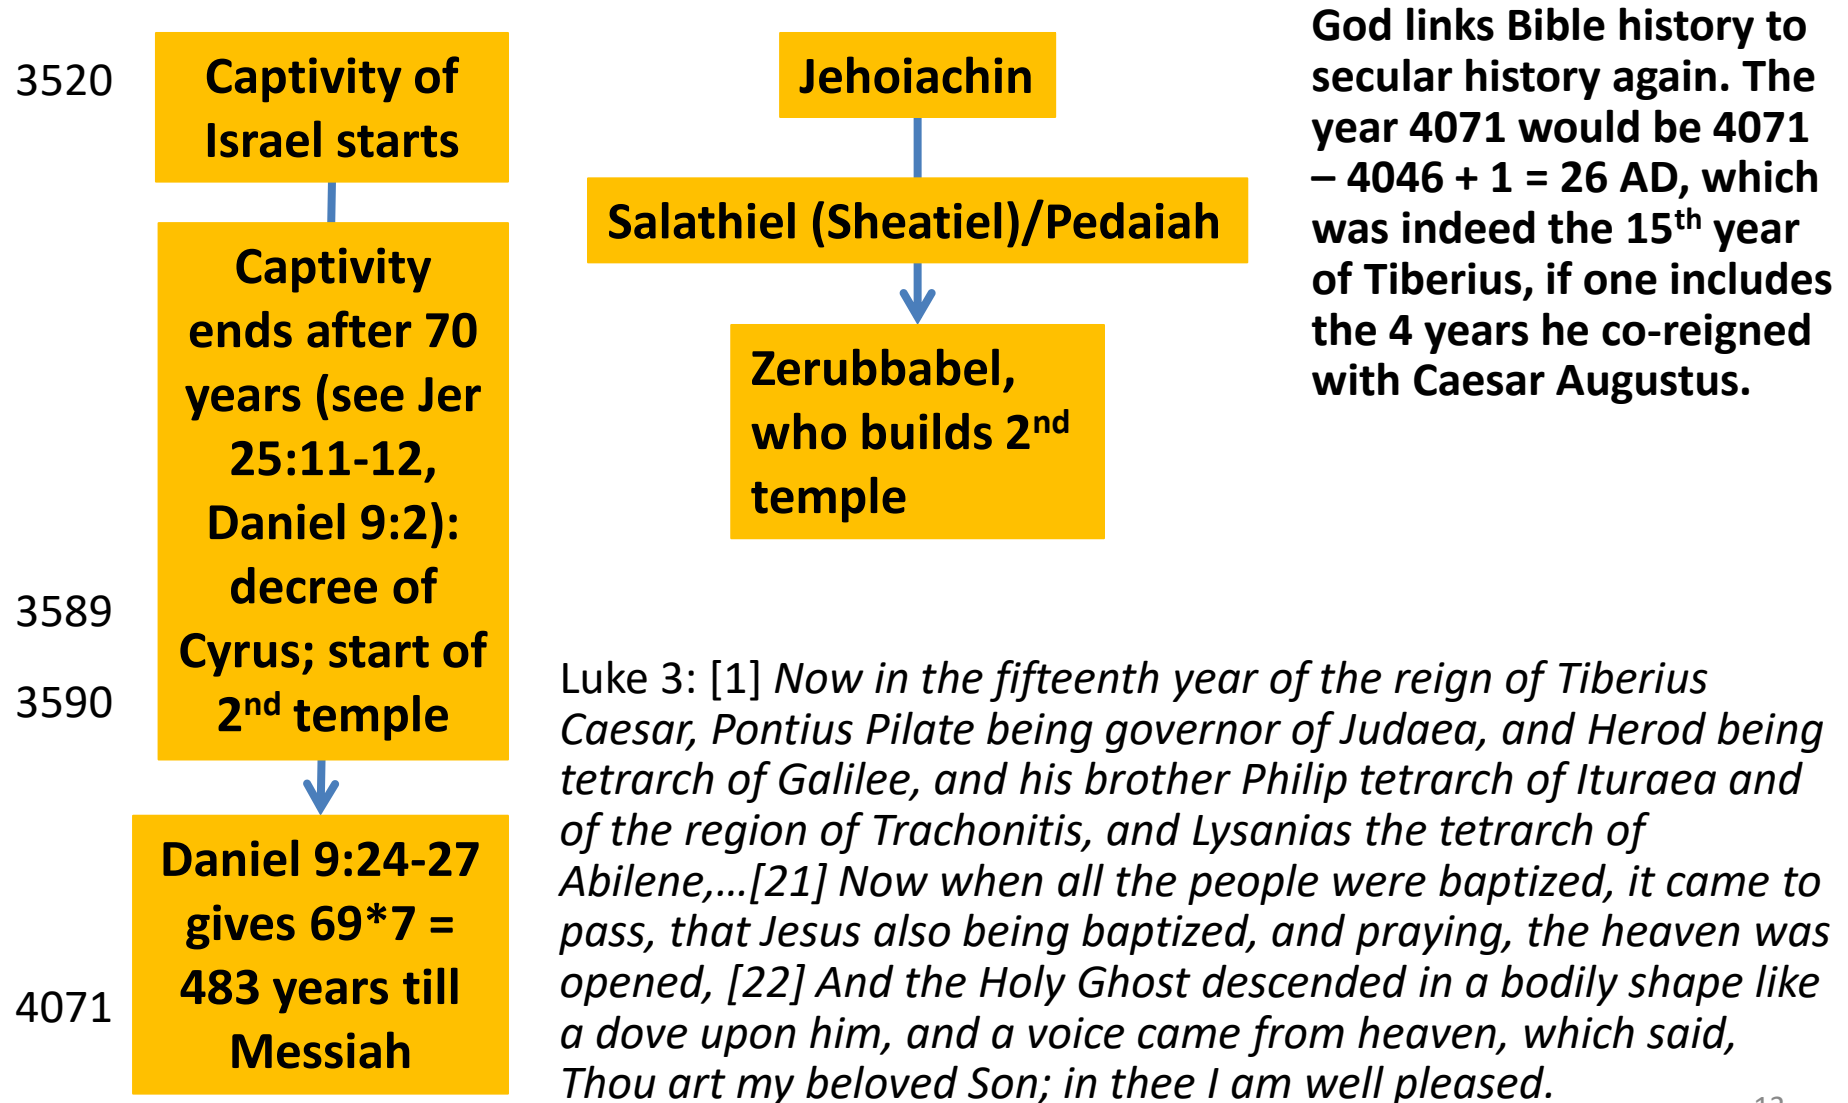 3520
Captivity of
Israel starts
Captivity
ends after 70
years (see Jer
25:11-12,
Daniel 9:2):
decree of
Cyrus; start of
2nd temple
3589
3590
Daniel 9:24-27
gives 69*7 =
483 years till
Messiah
4071
Jehoiachin
Salathiel (Sheatiel)/Pedaiah
Zerubbabel,
who builds 2nd
temple
God links Bible history to
secular history again. The
year 4071 would be 4071
– 4046 + 1 = 26 AD, which
was indeed the 15th year
of Tiberius, if one includes
the 4 years he co-reigned
with Caesar Augustus.
Luke 3: [1] Now in the fifteenth year of the reign of Tiberius
Caesar, Pontius Pilate being governor of Judaea, and Herod being
tetrarch of Galilee, and his brother Philip tetrarch of Ituraea and
of the region of Trachonitis, and Lysanias the tetrarch of
Abilene,...[21] Now when all the people were baptized, it came to
pass, that Jesus also being baptized, and praying, the heaven was
opened, [22] And the Holy Ghost descended in a bodily shape like
a dove upon him, and a voice came from heaven, which said,
Thou art my beloved Son; in thee I am well pleased.